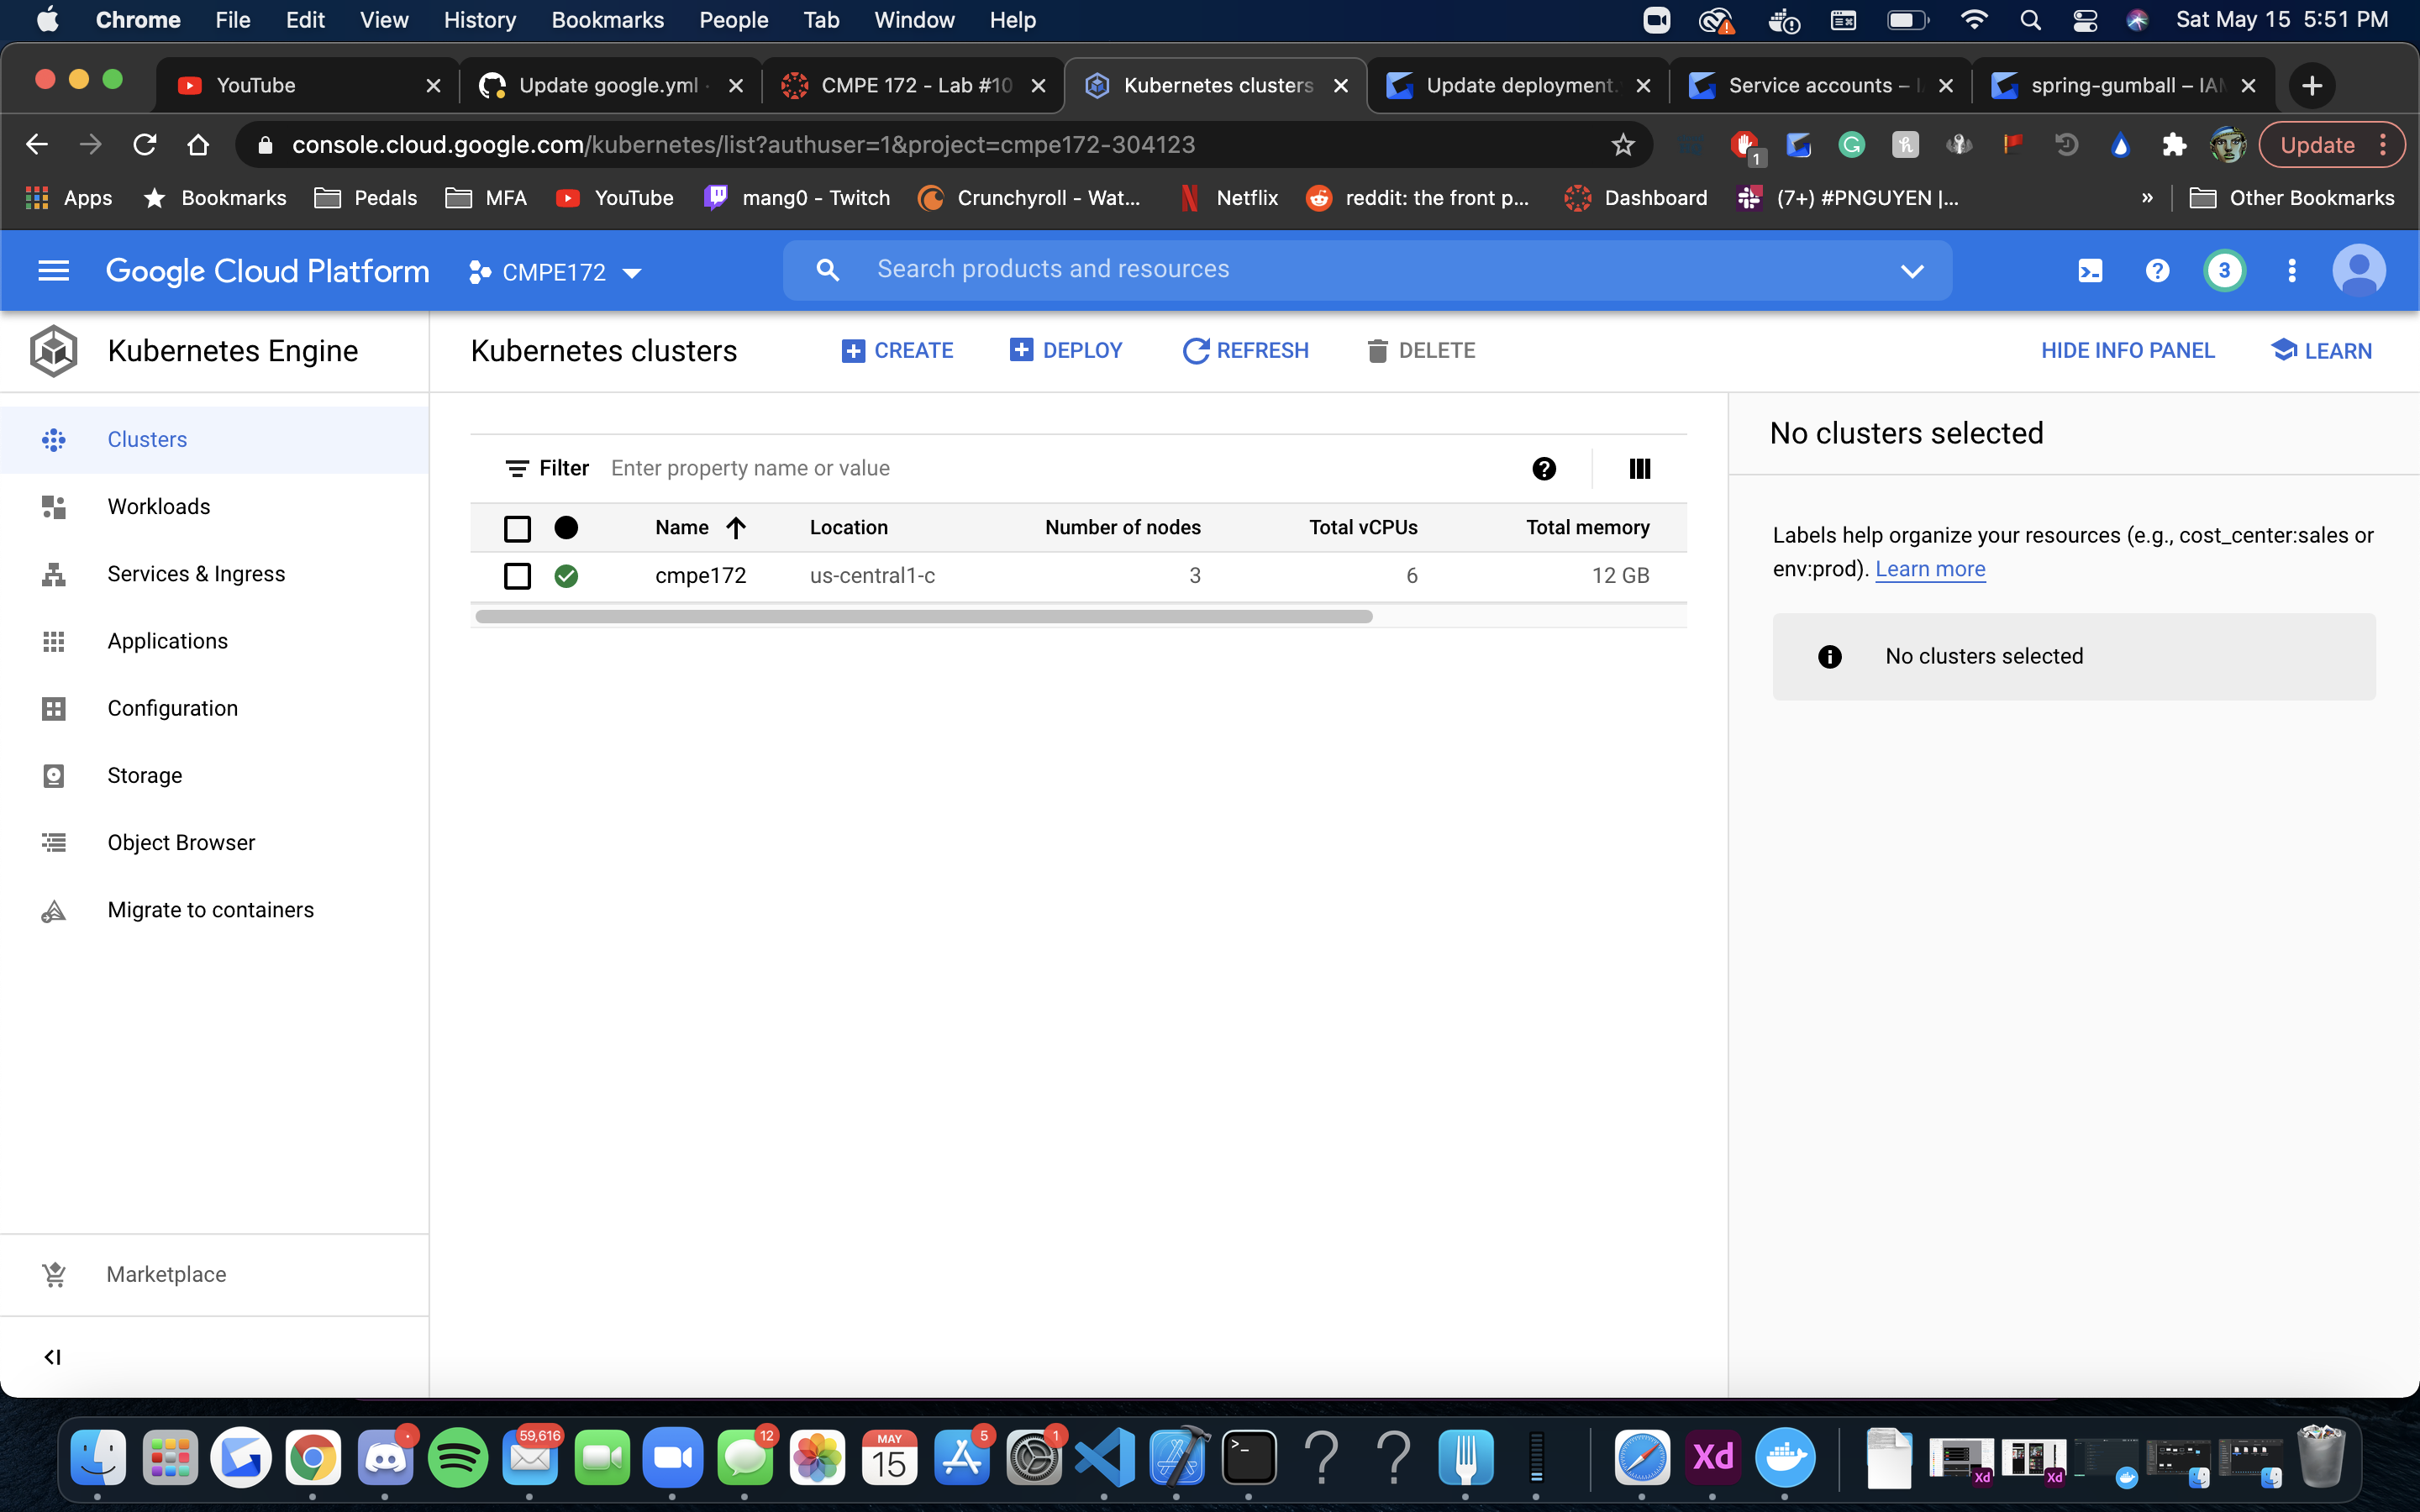 Chrome File Edit View History Bookmarks People Tab Window Help Sat May 15 5:51 PM
YouTube Update google.yml · CMPE 172 - Lab #10 Kubernetes clusters Update deployment. Service accounts – I spring-gumball – IAM
console.cloud.google.com/kubernetes/list?authuser=1&project=cmpe172-304123 1 Update
Apps Bookmarks Pedals MFA YouTube mang0 - Twitch Crunchyroll - Wat... Netflix reddit: the front p... Dashboard (7+) #PNGUYEN |... » Other Bookmarks
Google Cloud Platform CMPE172 Search products and resources 3
Kubernetes Engine
Kubernetes clusters CREATE DEPLOY REFRESH DELETE HIDE INFO PANEL LEARN
Clusters
Workloads
Services & Ingress
Applications
Configuration
Storage
Object Browser
Migrate to containers
Marketplace
Filter Enter property name or value
Name Location Number of nodes Total vCPUs Total memory
cmpe172 us-central1-c 3 6 12 GB
No clusters selected
Labels help organize your resources (e.g., cost_center:sales or
env:prod). Learn more
No clusters selected
59,616 12 MAY 15 5 1 Xd Xd Xd